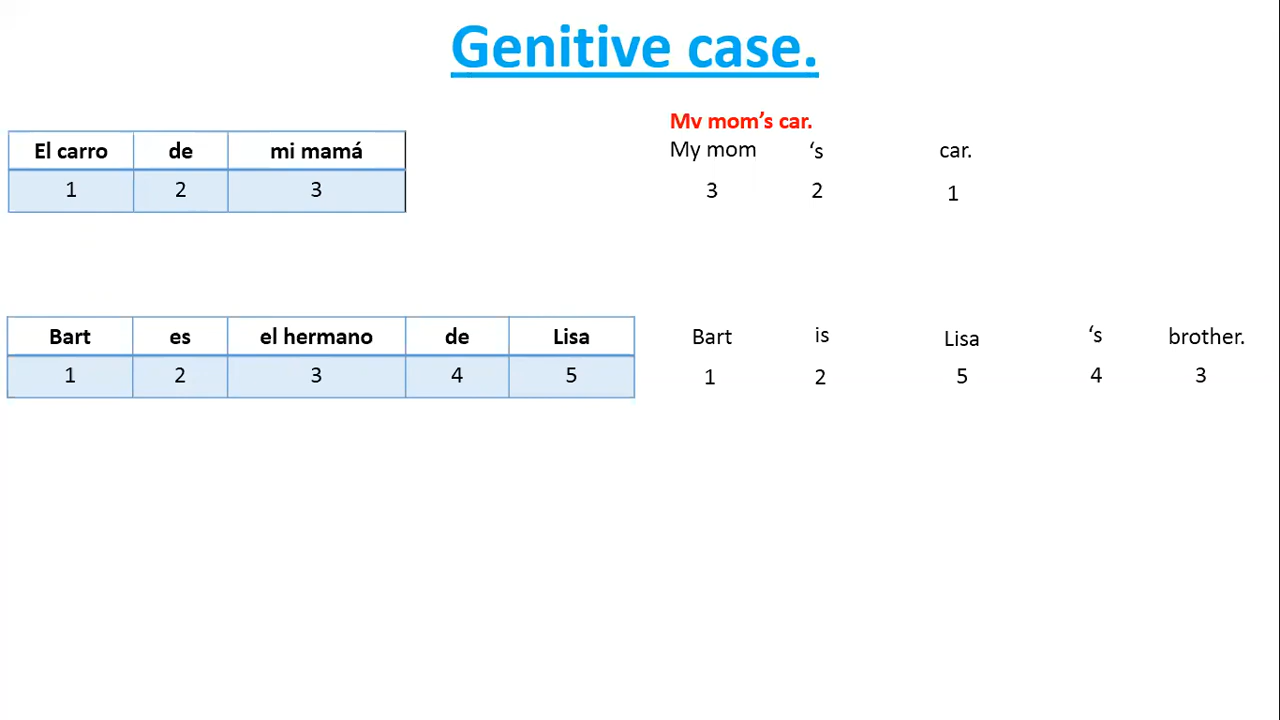 Genitive case.
El carro de mi mamá
1 2 3
My mom's car.
My mom ‘s car.
3 2 1
Bart es el hermano de Lisa
1 2 3 4 5
Bart is Lisa ‘s brother.
1 2 5 4 3